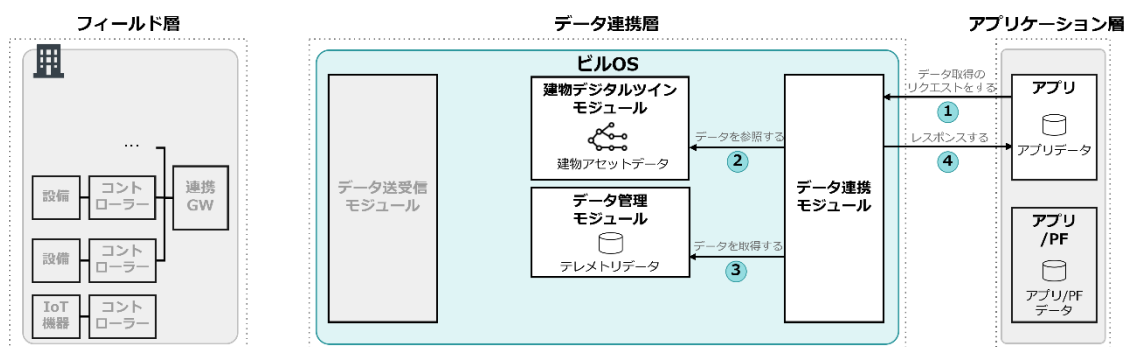 フィールド層
データ連携層
アプリケーション層
…
設備
コント
ローラー
連携
GW
設備
コント
ローラー
IoT
機器
コント
ローラー
ビルOS
データ送受信
モジュール
建物デジタルツイン
モジュール
建物アセットデータ
データ管理
モジュール
テレメトリデータ
データを参照する
2
データを取得する
3
データ連携
モジュール
データ取得の
リクエストをする
1
レスポンスする
4
アプリ
アプリデータ
アプリ
/PF
アプリ/PF
データ